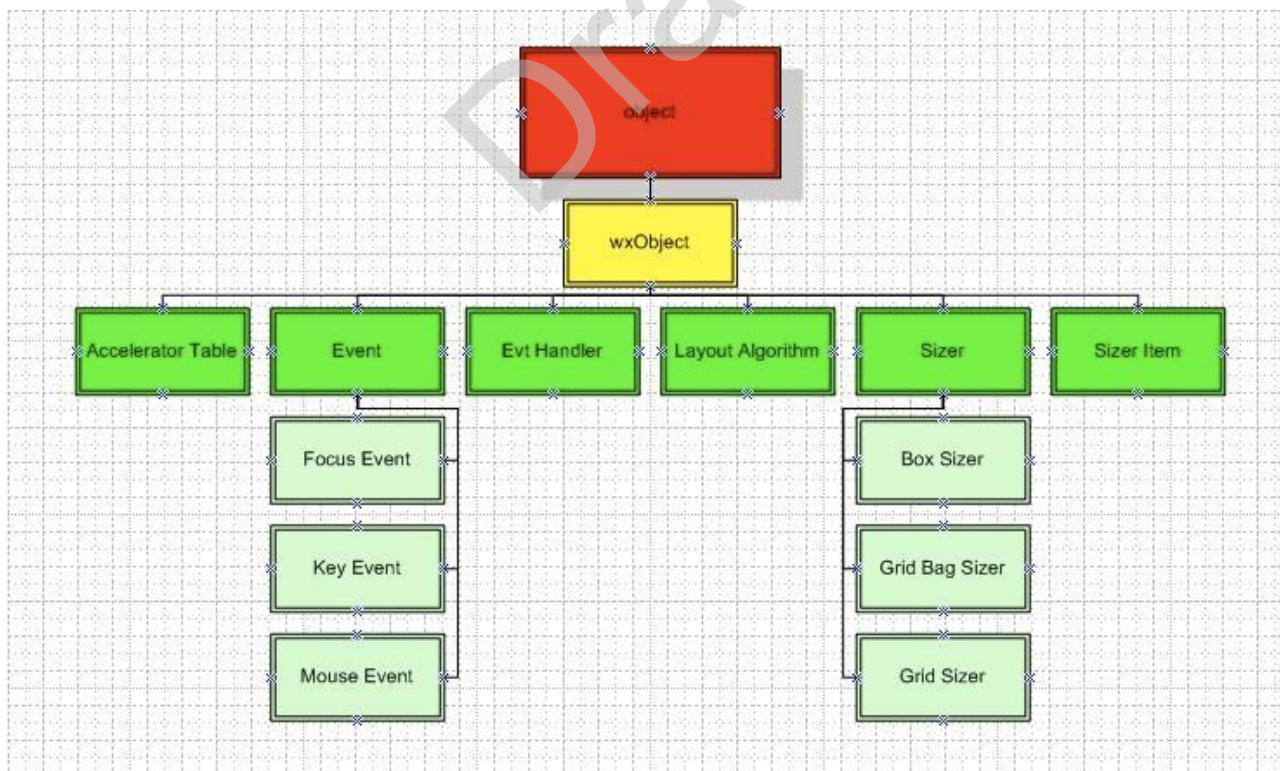 Dra
object
wxObject
Accelerator Table
Event
Evt Handler
Layout Algorithm
Sizer
Sizer Item
Focus Event
Box Sizer
Key Event
Grid Bag Sizer
Mouse Event
Grid Sizer